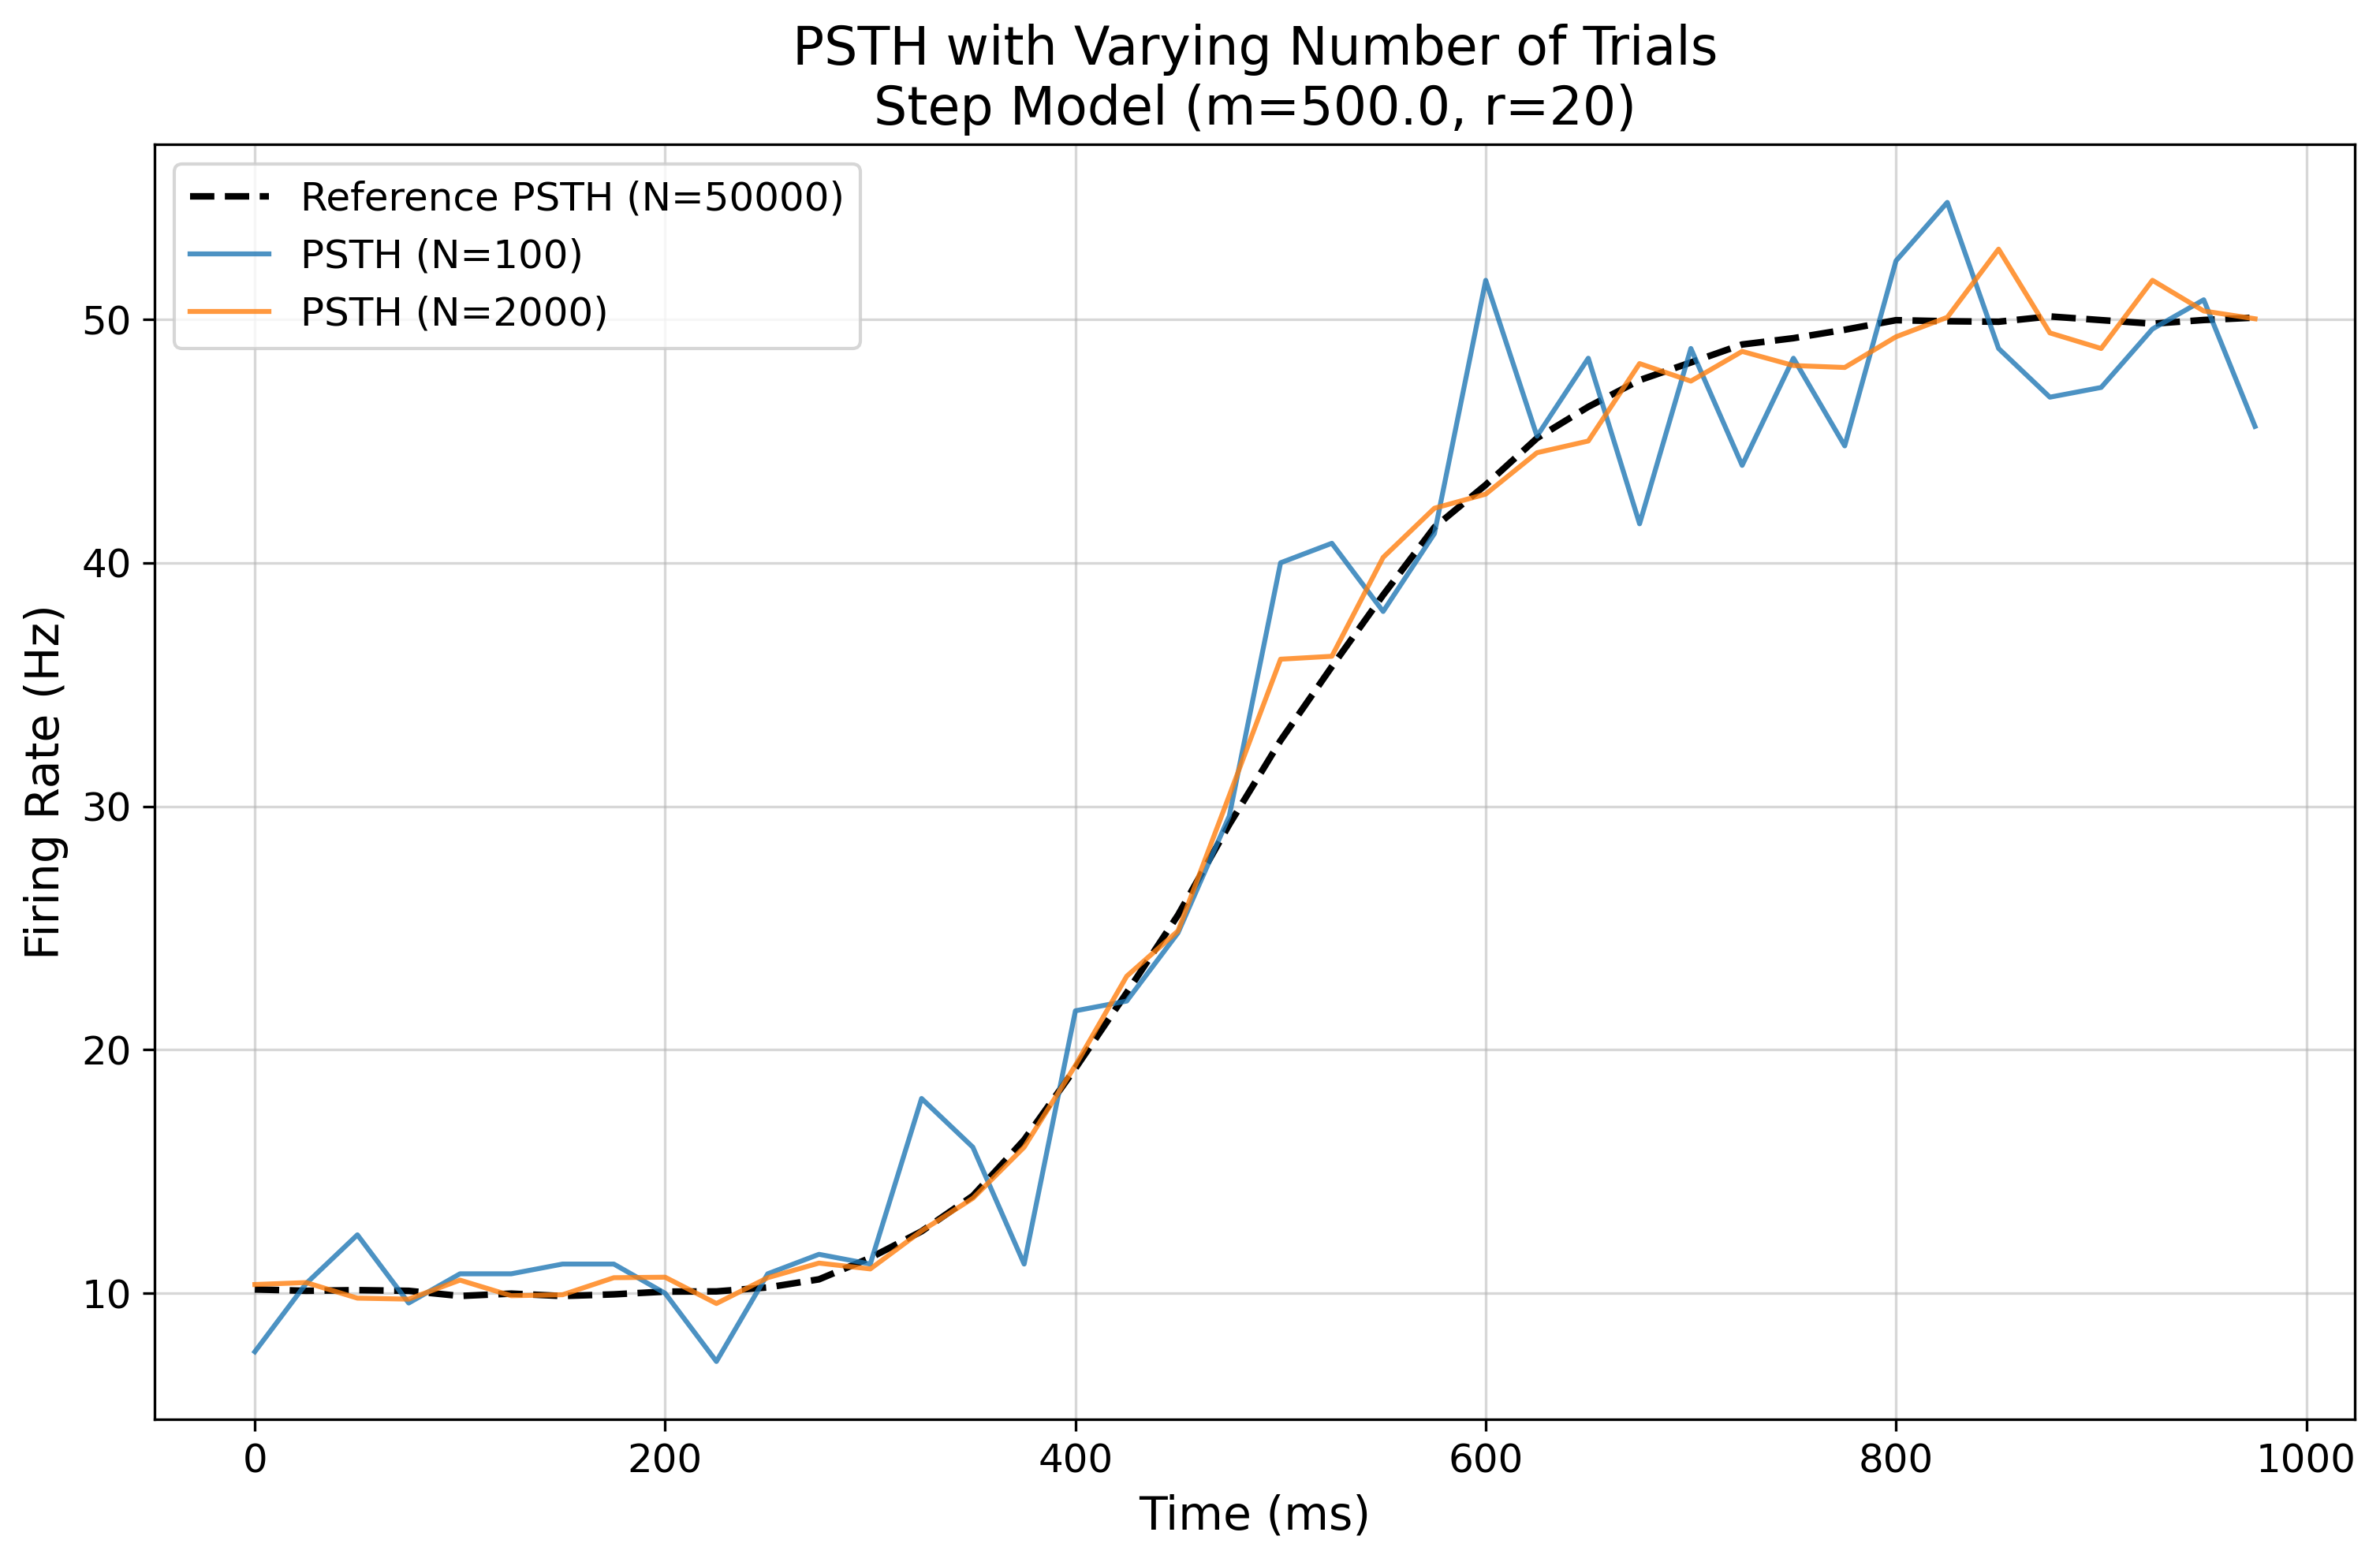 PSTH with Varying Number of Trials
Step Model (m=500.0, r=20)
Reference PSTH (N=50000)
PSTH (N=100)
PSTH (N=2000)
Firing Rate (Hz)
50
40
30
20
10
0 200 400 600 800 1000
Time (ms)